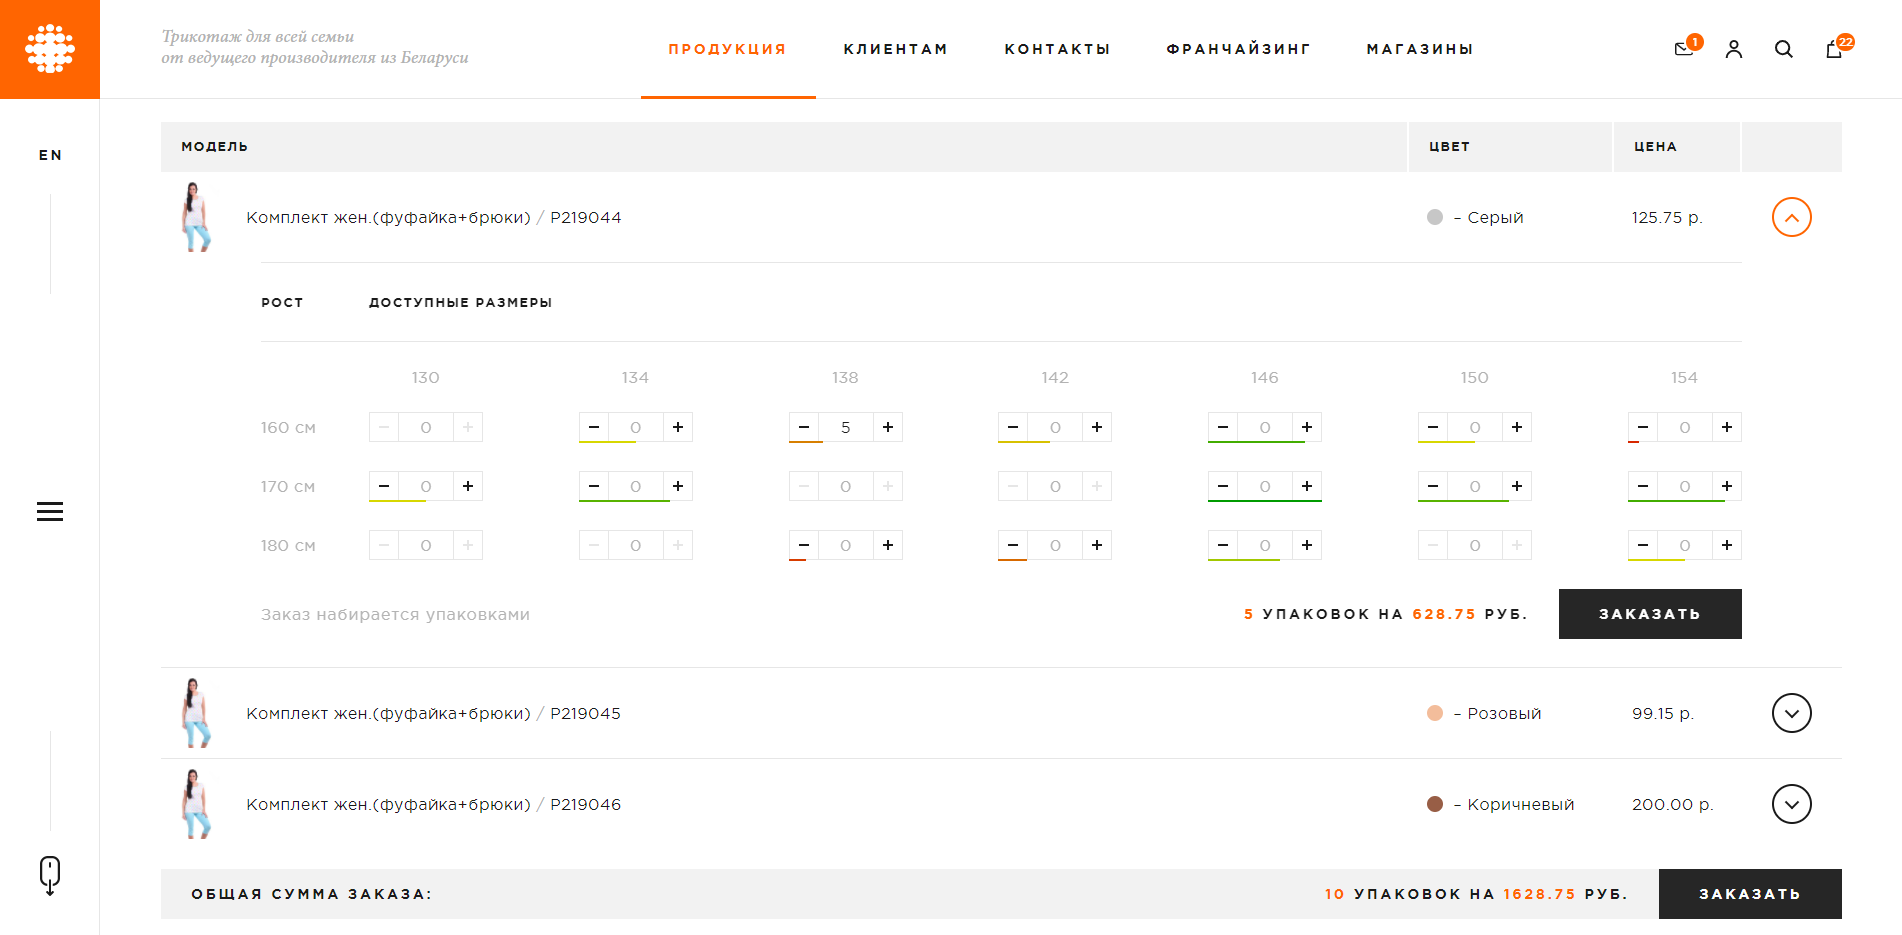 Трикотаж для всей семьи
от ведущего производителя из Беларуси
ПРОДУКЦИЯ КЛИЕНТАМ КОНТАКТЫ ФРАНЧАЙЗИНГ МАГАЗИНЫ
1 22
EN
МОДЕЛЬ ЦВЕТ ЦЕНА
Комплект жен.(фуфайка+брюки) / P219044 – Серый 125.75 р.
РОСТ ДОСТУПНЫЕ РАЗМЕРЫ
130 134 138 142 146 150 154
160 см – 0 + – 0 + – 5 + – 0 + – 0 + – 0 + – 0 +
170 см – 0 + – 0 + – 0 + – 0 + – 0 + – 0 + – 0 +
180 см – 0 + – 0 + – 0 + – 0 + – 0 + – 0 + – 0 +
Заказ набирается упаковками 5 УПАКОВОК НА 628.75 РУБ. ЗАКАЗАТЬ
Комплект жен.(фуфайка+брюки) / P219045 – Розовый 99.15 р.
Комплект жен.(фуфайка+брюки) / P219046 – Коричневый 200.00 р.
ОБЩАЯ СУММА ЗАКАЗА: 10 УПАКОВОК НА 1628.75 РУБ. ЗАКАЗАТЬ